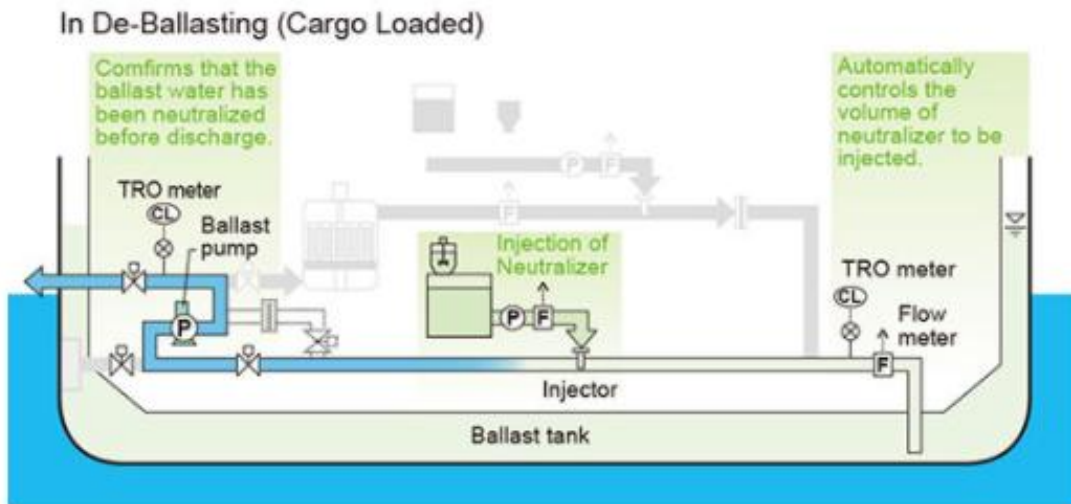 In De-Ballasting (Cargo Loaded)
Comfirms that the
ballast water has
been neutralized
before discharge.
Automatically
controls the
volume of
neutralizer to be
injected.
P
F
TRO meter
CL
Ballast
pump
F
Injection of
Neutralizer
TRO meter
CL
P
P
F
Flow
meter
F
Injector
Ballast tank